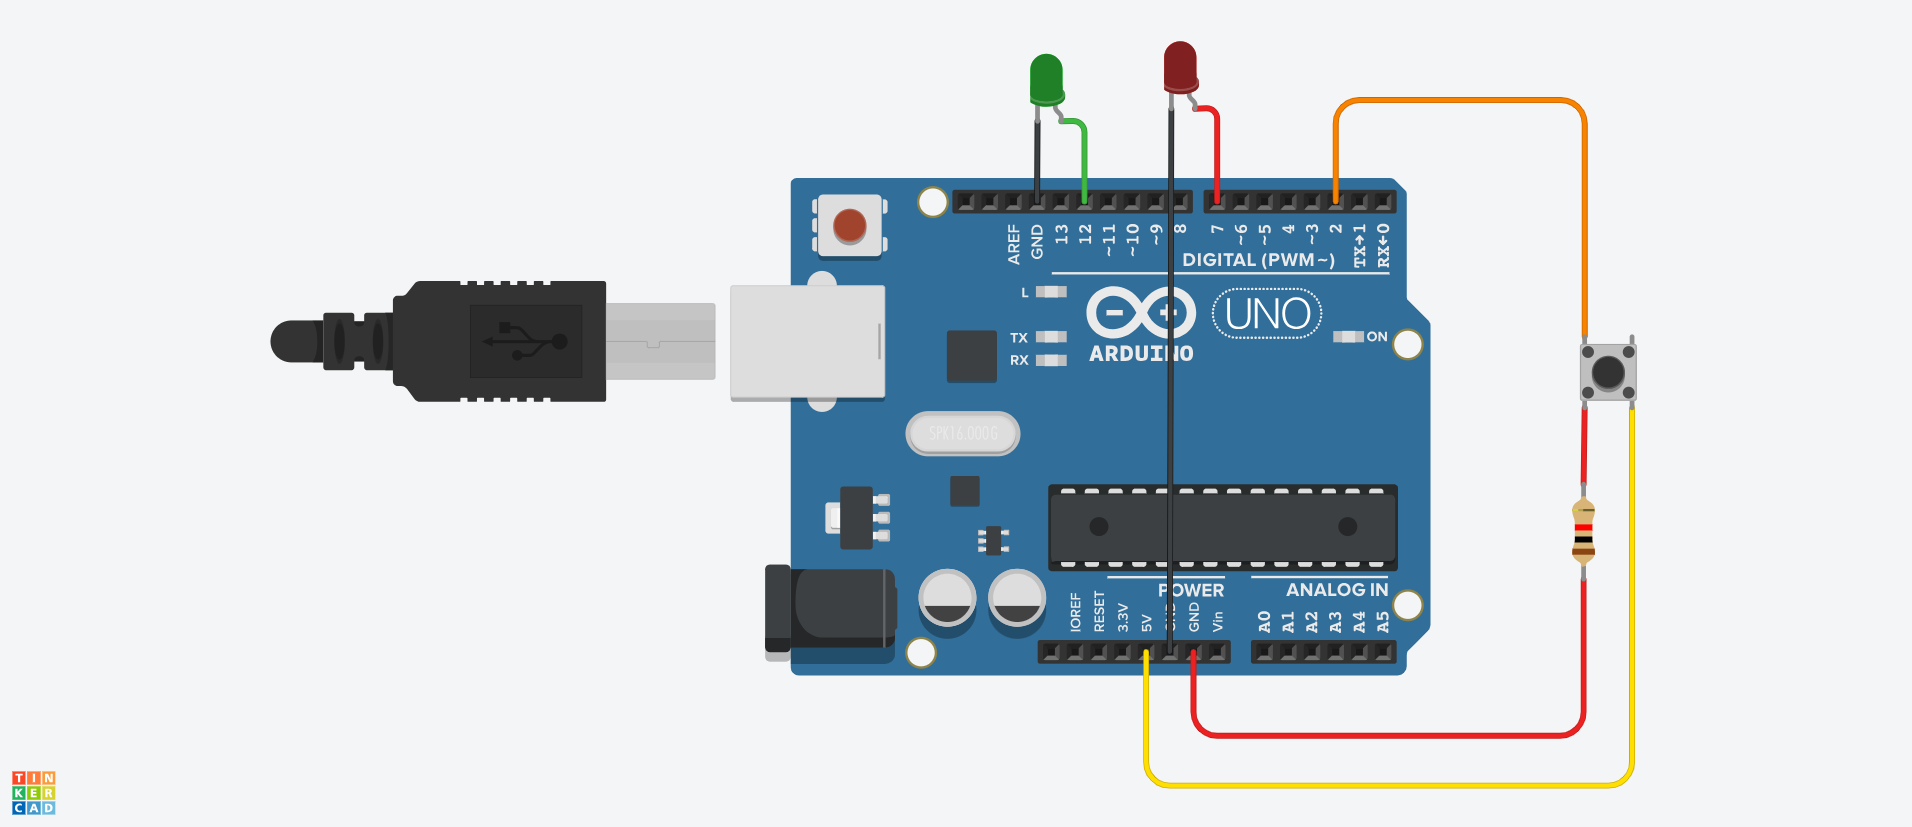 AREF
GND
13
12
~11
~10
~9
8
7
~6
~5
4
~3
2
TX→1
RX←0
DIGITAL (PWM~)
L
UNO
TX
ON
RX
ARDUINO
SPK16.000G
POWER
ANALOG IN
IOREF
RESET
3.3V
5V
GND
GND
Vin
A0
A1
A2
A3
A4
A5
TIN
KER
CAD